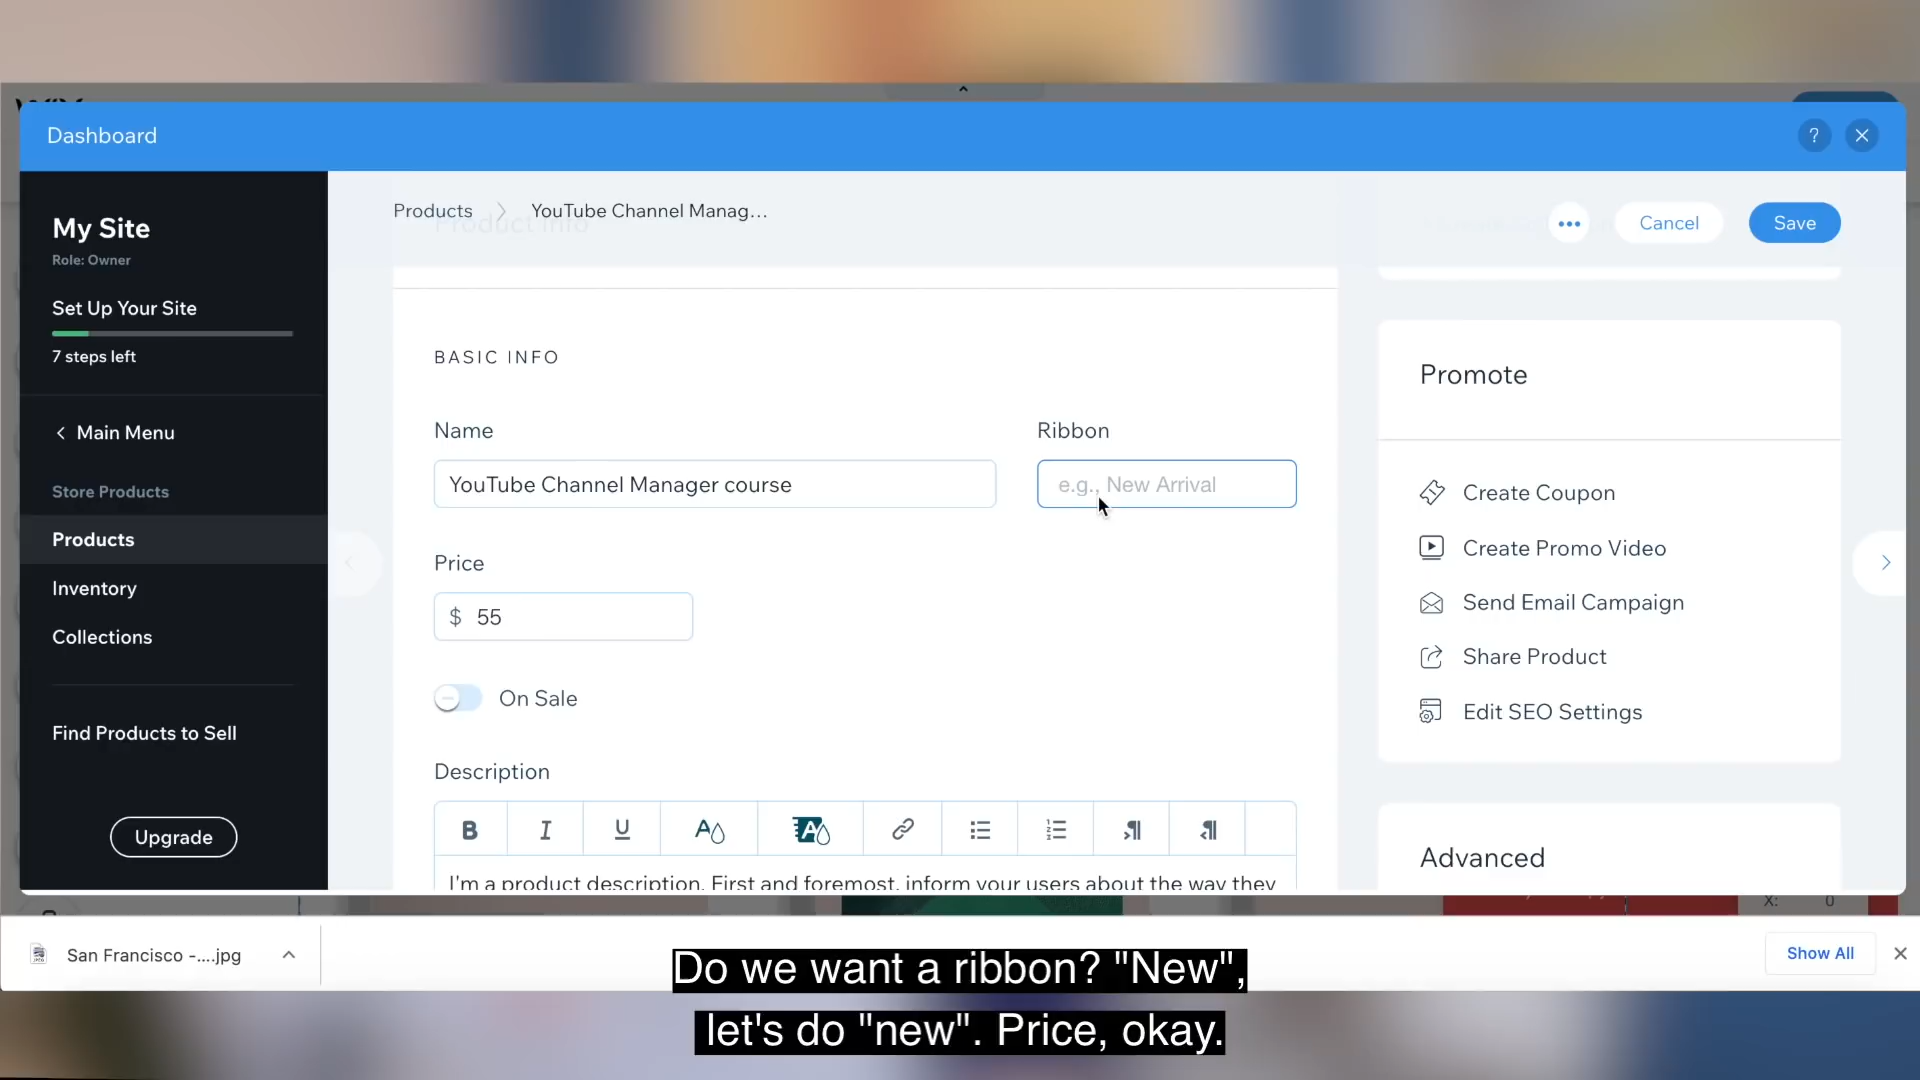 Dashboard
?
My Site
Role: Owner
Set Up Your Site
7 steps left
Main Menu
Store Products
Products
Inventory
Collections
Find Products to Sell
Upgrade
Products
YouTube Channel Manag...
Product Info
Cancel
Save
BASIC INFO
Name
Ribbon
YouTube Channel Manager course
e.g., New Arrival
Price
$ 55
On Sale
Description
B I U A A
I'm a product description. First and foremost, inform your users about the way they
Promote
Create Coupon
Create Promo Video
Send Email Campaign
Share Product
Edit SEO Settings
Advanced
X: 0
San Francisco -....jpg
Show All
Do we want a ribbon? "New",
let's do "new". Price, okay.